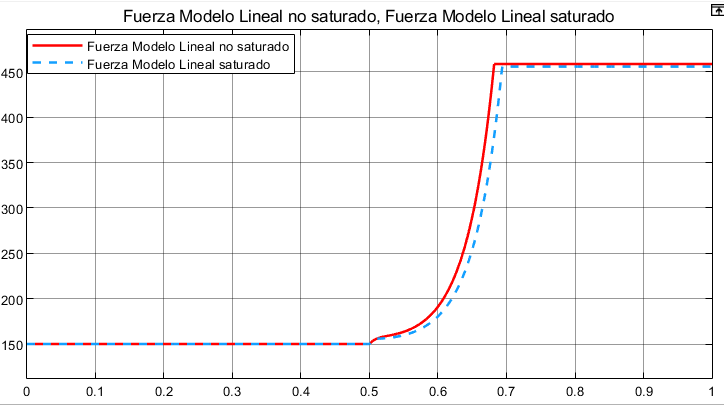 Fuerza Modelo Lineal no saturado, Fuerza Modelo Lineal saturado
Fuerza Modelo Lineal no saturado
Fuerza Modelo Lineal saturado
450
400
350
300
250
200
150
0 0.1 0.2 0.3 0.4 0.5 0.6 0.7 0.8 0.9 1